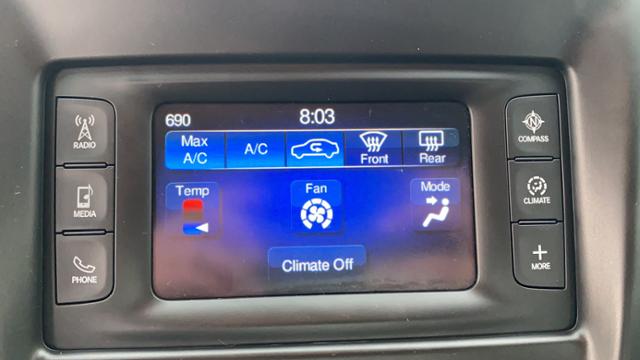 690 8:03
RADIO
MEDIA
PHONE
Max
A/C
A/C
Front
Rear
Temp
Fan
Mode
Climate Off
N
COMPASS
CLIMATE
MORE